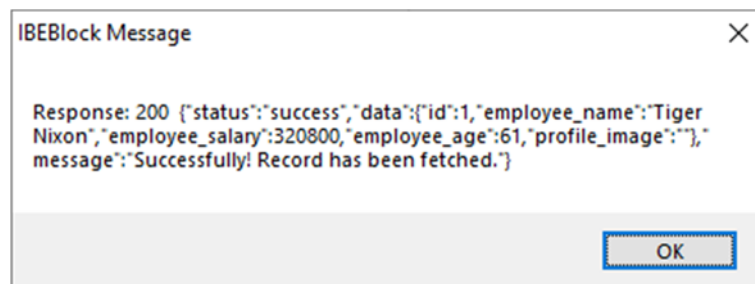 IBEBlock Message
Response: 200  {"status":"success","data":{"id":1,"employee_name":"Tiger
Nixon","employee_salary":320800,"employee_age":61,"profile_image":""},"
message":"Successfully! Record has been fetched."}
OK